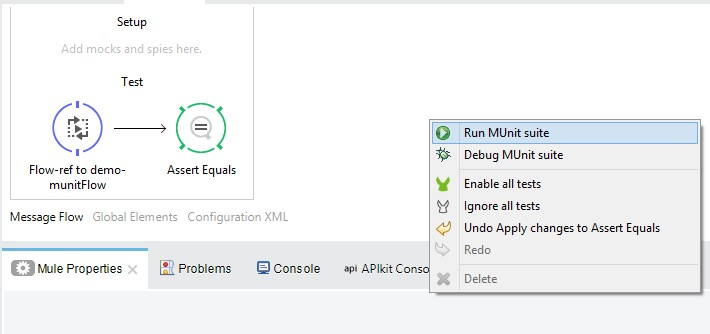 Setup
Add mocks and spies here.
Test
Flow-ref to demo-
munitFlow
Assert Equals
Message Flow Global Elements Configuration XML
Run MUnit suite
Debug MUnit suite
Enable all tests
Ignore all tests
Undo Apply changes to Assert Equals
Redo
Delete
Mule Properties Problems Console api APIkit Conso